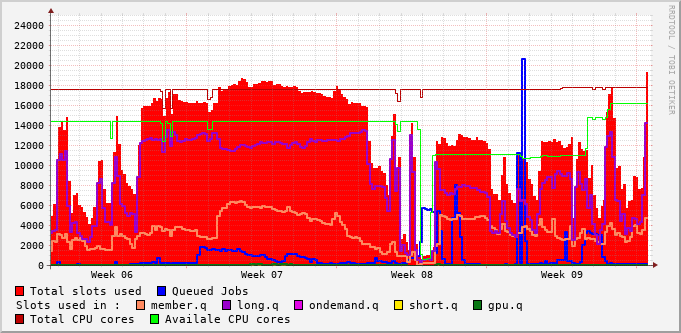 RRDTOOL / TOBI OETIKER
24000
22000
20000
18000
16000
14000
12000
10000
8000
6000
4000
2000
0
Week 06 Week 07 Week 08 Week 09
Total slots used Queued Jobs
Slots used in : member.q long.q ondemand.q short.q gpu.q
Total CPU cores Availale CPU cores